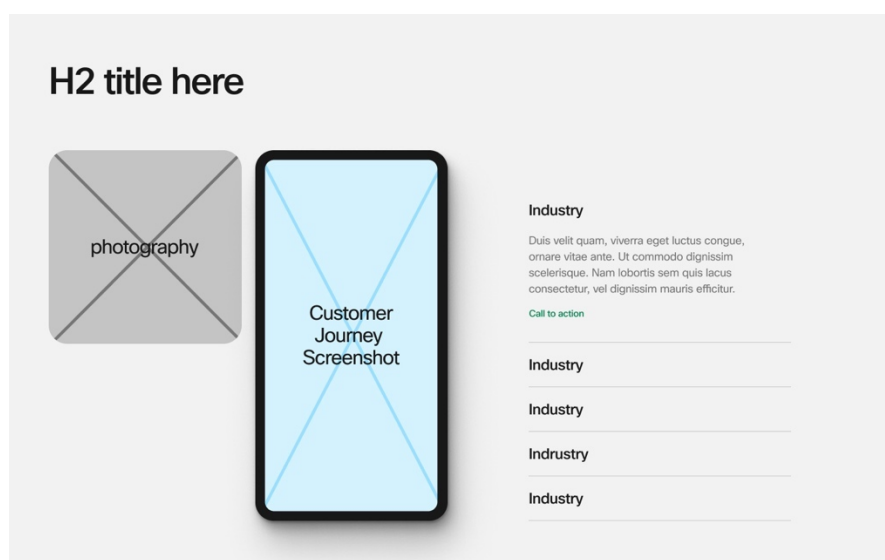 H2 title here
photography
Customer
Journey
Screenshot
Industry
Duis velit quam, viverra eget luctus congue,
ornare vitae ante. Ut commodo dignissim
scelerisque. Nam lobortis sem quis lacus
consectetur, vel dignissim mauris efficitur.
Call to action
Industry
Industry
Indrustry
Industry